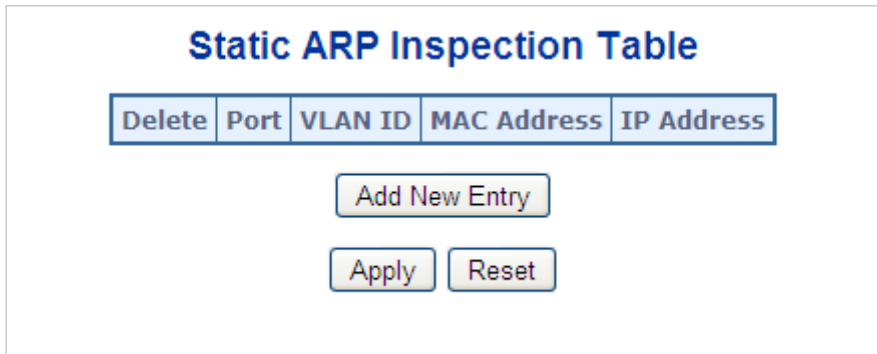 Static ARP Inspection Table
Delete Port VLAN ID MAC Address IP Address
Add New Entry
Apply Reset